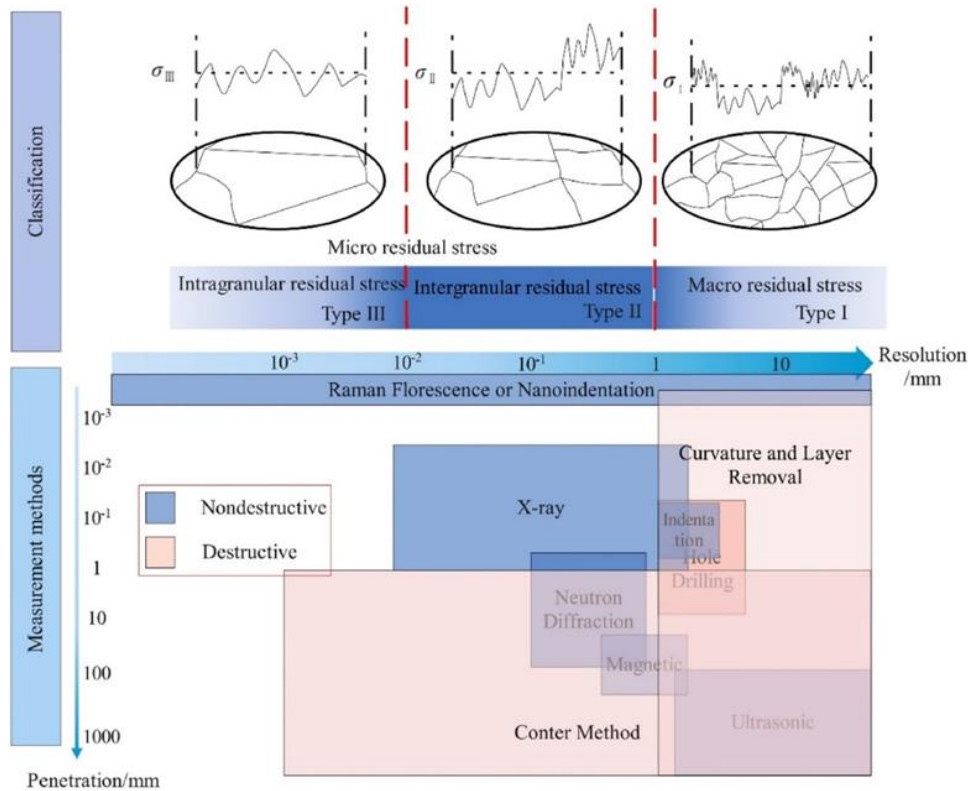 Classification
σIII
σII
σI
Micro residual stress
Intragranular residual stress
Type III
Intergranular residual stress
Type II
Macro residual stress
Type I
10⁻³
10⁻²
10⁻¹
1
10
Resolution
/mm
Measurement methods
Raman Florescence or Nanoindentation
10⁻³
10⁻²
10⁻¹
1
10
100
1000
Penetration/mm
Nondestructive
Destructive
X-ray
Curvature and Layer
Removal
Indenta
tion
Hole
Drilling
Neutron
Diffraction
Magnetic
Ultrasonic
Conter Method